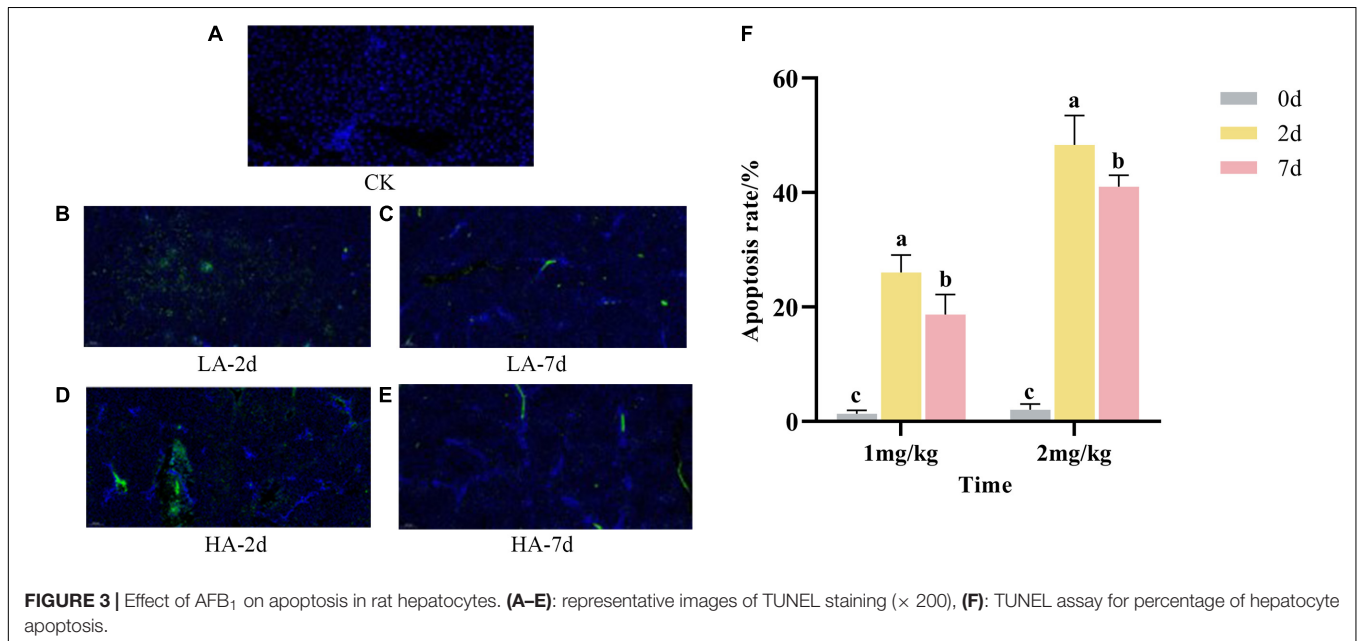 A
CK
B
LA-2d
C
LA-7d
D
HA-2d
E
HA-7d
F
Apoptosis rate/%
60
40
20
0
c
a
b
c
a
b
1mg/kg
2mg/kg
Time
0d
2d
7d
FIGURE 3 | Effect of AFB₁ on apoptosis in rat hepatocytes. (A–E): representative images of TUNEL staining (× 200), (F): TUNEL assay for percentage of hepatocyte
apoptosis.